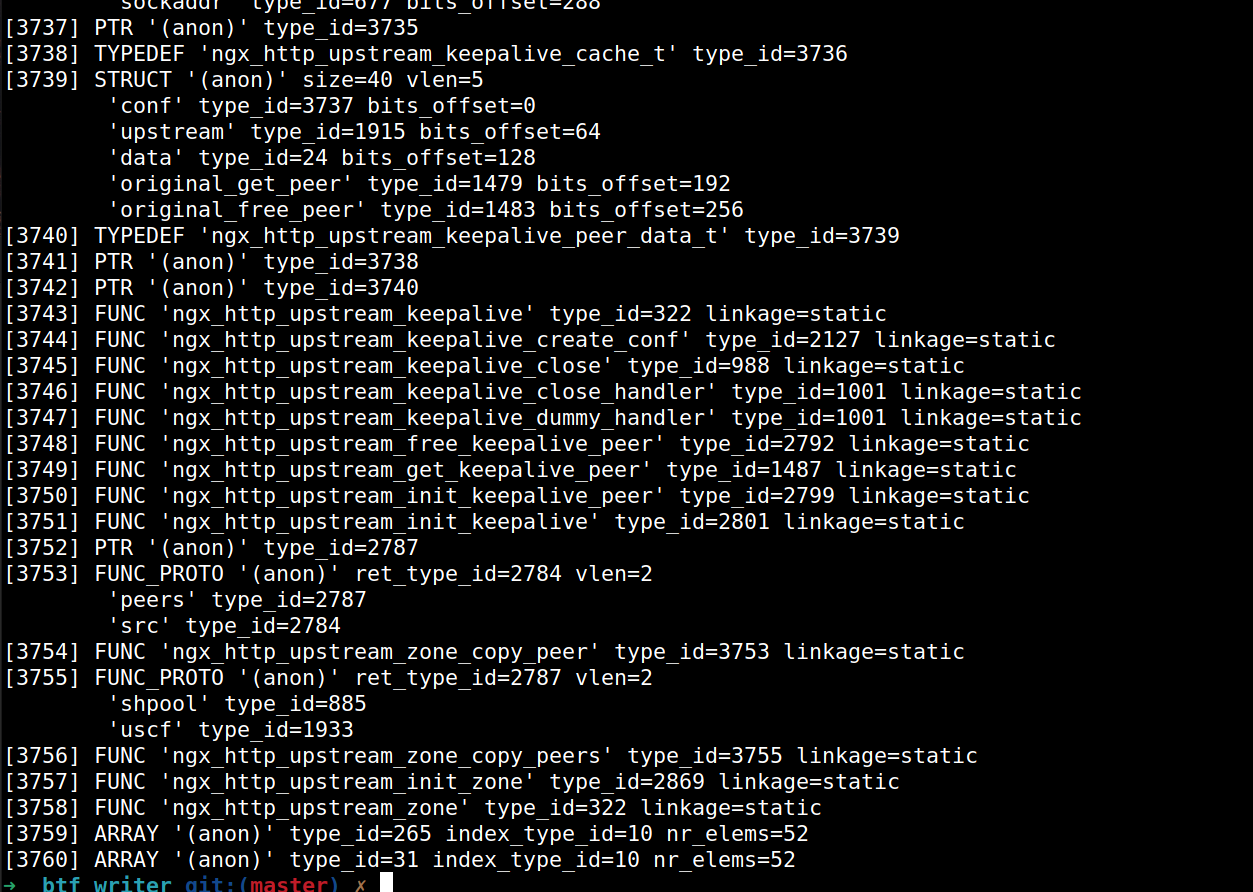 'sockaddr' type_id=677 bits_offset=288
[3737] PTR '(anon)' type_id=3735
[3738] TYPEDEF 'ngx_http_upstream_keepalive_cache_t' type_id=3736
[3739] STRUCT '(anon)' size=40 vlen=5
        'conf' type_id=3737 bits_offset=0
        'upstream' type_id=1915 bits_offset=64
        'data' type_id=24 bits_offset=128
        'original_get_peer' type_id=1479 bits_offset=192
        'original_free_peer' type_id=1483 bits_offset=256
[3740] TYPEDEF 'ngx_http_upstream_keepalive_peer_data_t' type_id=3739
[3741] PTR '(anon)' type_id=3738
[3742] PTR '(anon)' type_id=3740
[3743] FUNC 'ngx_http_upstream_keepalive' type_id=322 linkage=static
[3744] FUNC 'ngx_http_upstream_keepalive_create_conf' type_id=2127 linkage=static
[3745] FUNC 'ngx_http_upstream_keepalive_close' type_id=988 linkage=static
[3746] FUNC 'ngx_http_upstream_keepalive_close_handler' type_id=1001 linkage=static
[3747] FUNC 'ngx_http_upstream_keepalive_dummy_handler' type_id=1001 linkage=static
[3748] FUNC 'ngx_http_upstream_free_keepalive_peer' type_id=2792 linkage=static
[3749] FUNC 'ngx_http_upstream_get_keepalive_peer' type_id=1487 linkage=static
[3750] FUNC 'ngx_http_upstream_init_keepalive_peer' type_id=2799 linkage=static
[3751] FUNC 'ngx_http_upstream_init_keepalive' type_id=2801 linkage=static
[3752] PTR '(anon)' type_id=2787
[3753] FUNC_PROTO '(anon)' ret_type_id=2784 vlen=2
        'peers' type_id=2787
        'src' type_id=2784
[3754] FUNC 'ngx_http_upstream_zone_copy_peer' type_id=3753 linkage=static
[3755] FUNC_PROTO '(anon)' ret_type_id=2787 vlen=2
        'shpool' type_id=885
        'uscf' type_id=1933
[3756] FUNC 'ngx_http_upstream_zone_copy_peers' type_id=3755 linkage=static
[3757] FUNC 'ngx_http_upstream_init_zone' type_id=2869 linkage=static
[3758] FUNC 'ngx_http_upstream_zone' type_id=322 linkage=static
[3759] ARRAY '(anon)' type_id=265 index_type_id=10 nr_elems=52
[3760] ARRAY '(anon)' type_id=31 index_type_id=10 nr_elems=52
➜  btf_writer git:(master) ✗